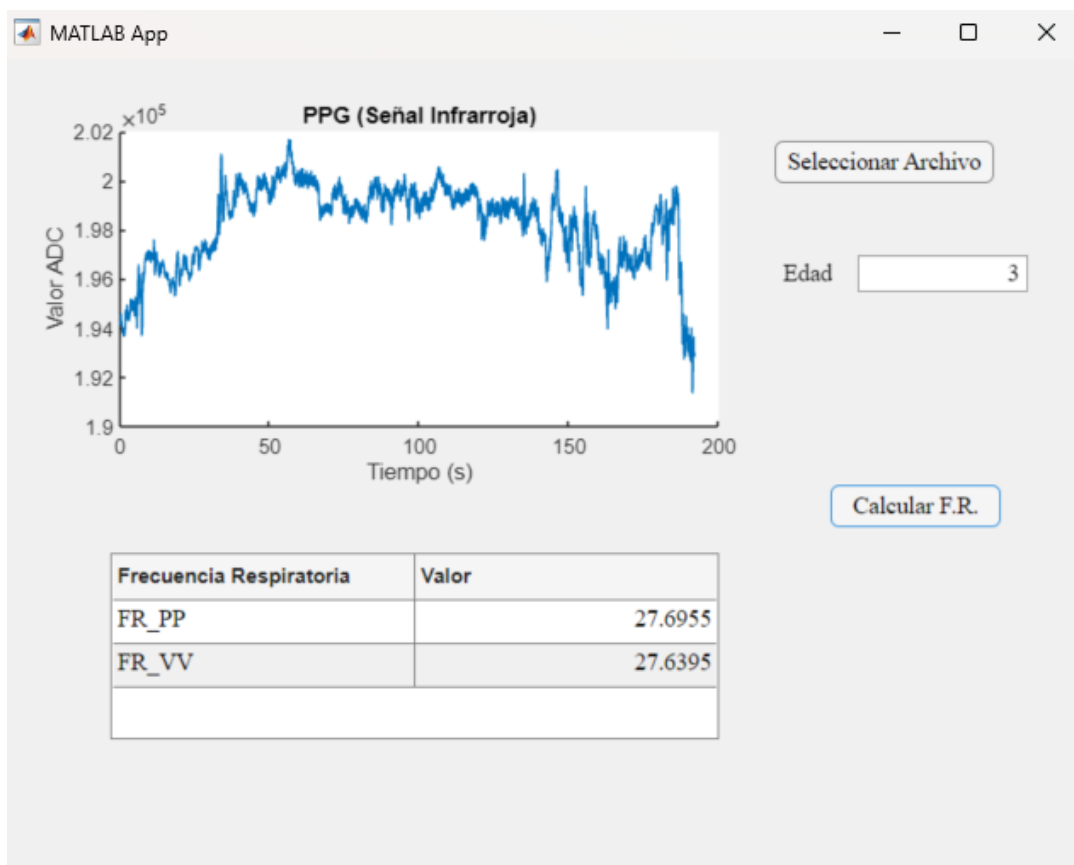 MATLAB App
PPG (Señal Infrarroja)
×10⁵
2.02
2
1.98
1.96
1.94
1.92
1.9
Valor ADC
0 50 100 150 200
Tiempo (s)
Seleccionar Archivo
Edad 3
Calcular F.R.
Frecuencia Respiratoria Valor
FR_PP 27.6955
FR_VV 27.6395